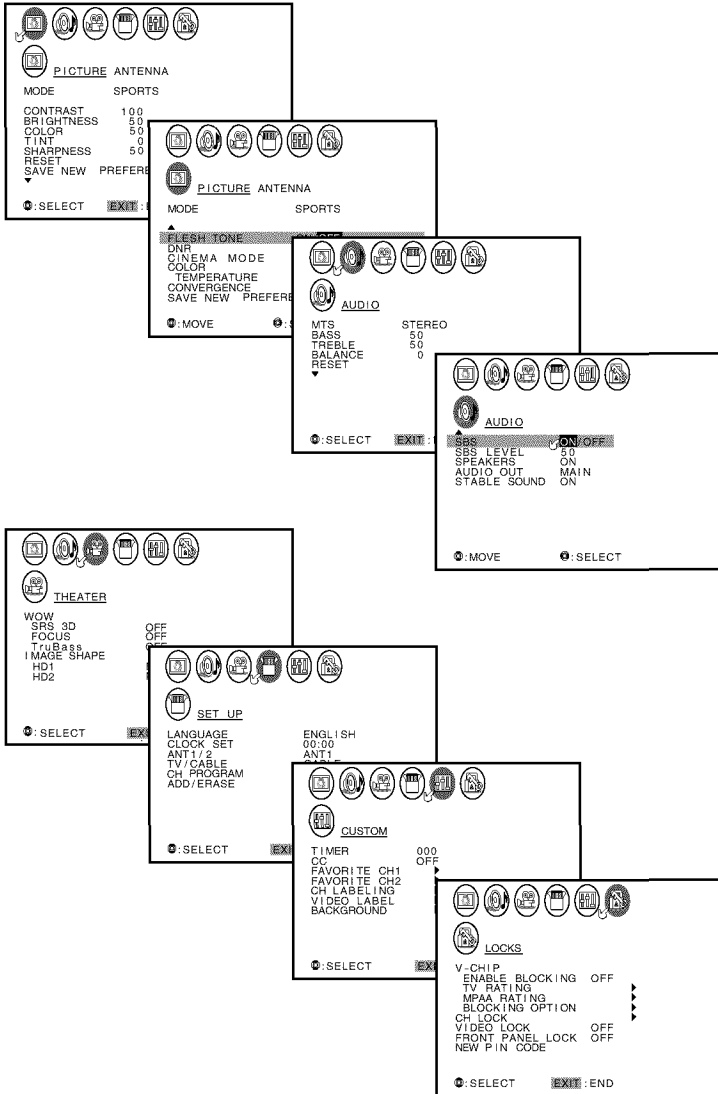 PICTURE ANTENNA
MODE SPORTS
CONTRAST 100
BRIGHTNESS 50
COLOR 50
TINT 0
SHARPNESS 50
RESET
SAVE NEW
:SELECT EXIT :
PICTURE ANTENNA
MODE SPORTS
FLESH TONE
DNR
CINEMA MODE
COLOR
TEMPERATURE
CONVERGENCE
SAVE NEW
:MOVE
AUDIO
MTS STEREO
BASS 50
TREBLE 50
BALANCE 0
RESET
:SELECT EXIT :
AUDIO
SBS ON/OFF
SBS LEVEL 50
SPEAKERS ON
AUDIO OUT MAIN
STABLE SOUND ON
:MOVE :SELECT
THEATER
WOW
SRS 3D OFF
FOCUS OFF
TruBass OFF
IMAGE SHAPE
HD1
HD2
:SELECT
SET UP
LANGUAGE ENGLISH
CLOCK SET 00:00
ANT1/2 ANT1
TV/CABLE CABLE
CH PROGRAM
ADD/ERASE
:SELECT
CUSTOM
TIMER 000
CC OFF
FAVORITE CH1
FAVORITE CH2
CH LABELING
VIDEO LABEL
BACKGROUND
:SELECT
LOCKS
V-CHIP
ENABLE BLOCKING OFF
TV RATING
MPAA RATING
BLOCKING OPTION
CH LOCK
VIDEO LOCK OFF
FRONT PANEL LOCK OFF
NEW PIN CODE
:SELECT EXIT :END